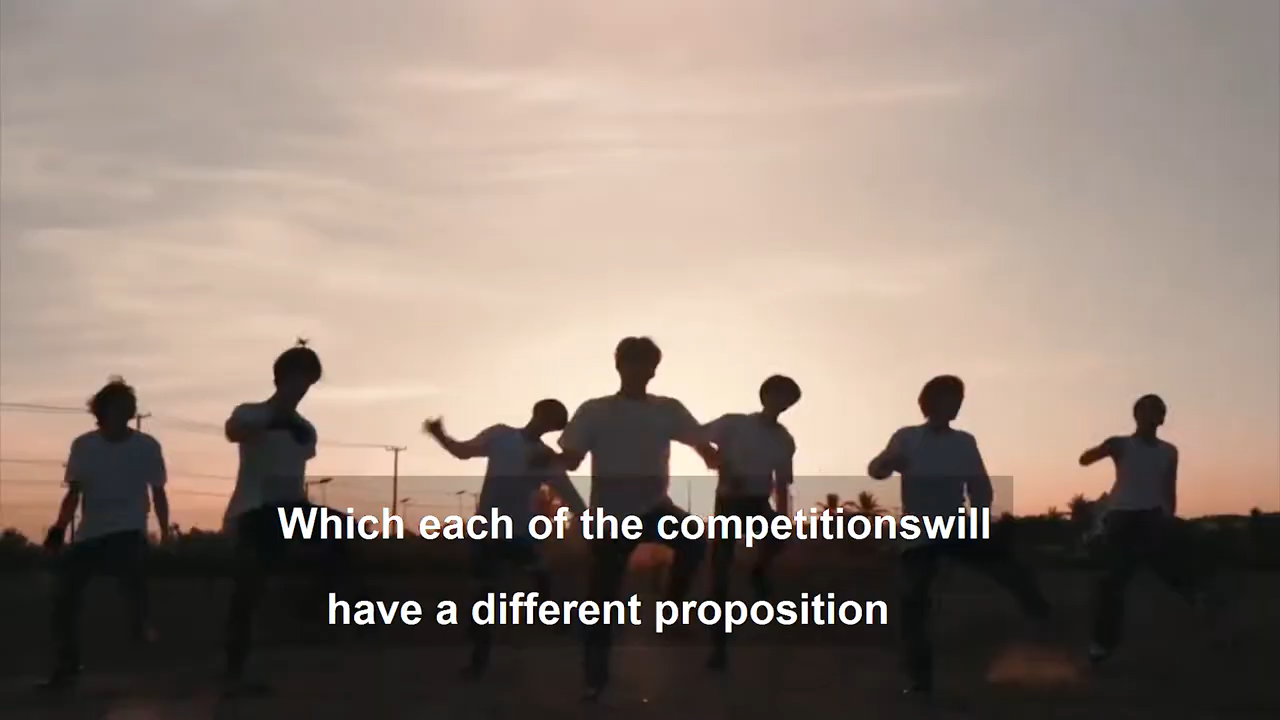 Which each of the competitionswill
have a different proposition